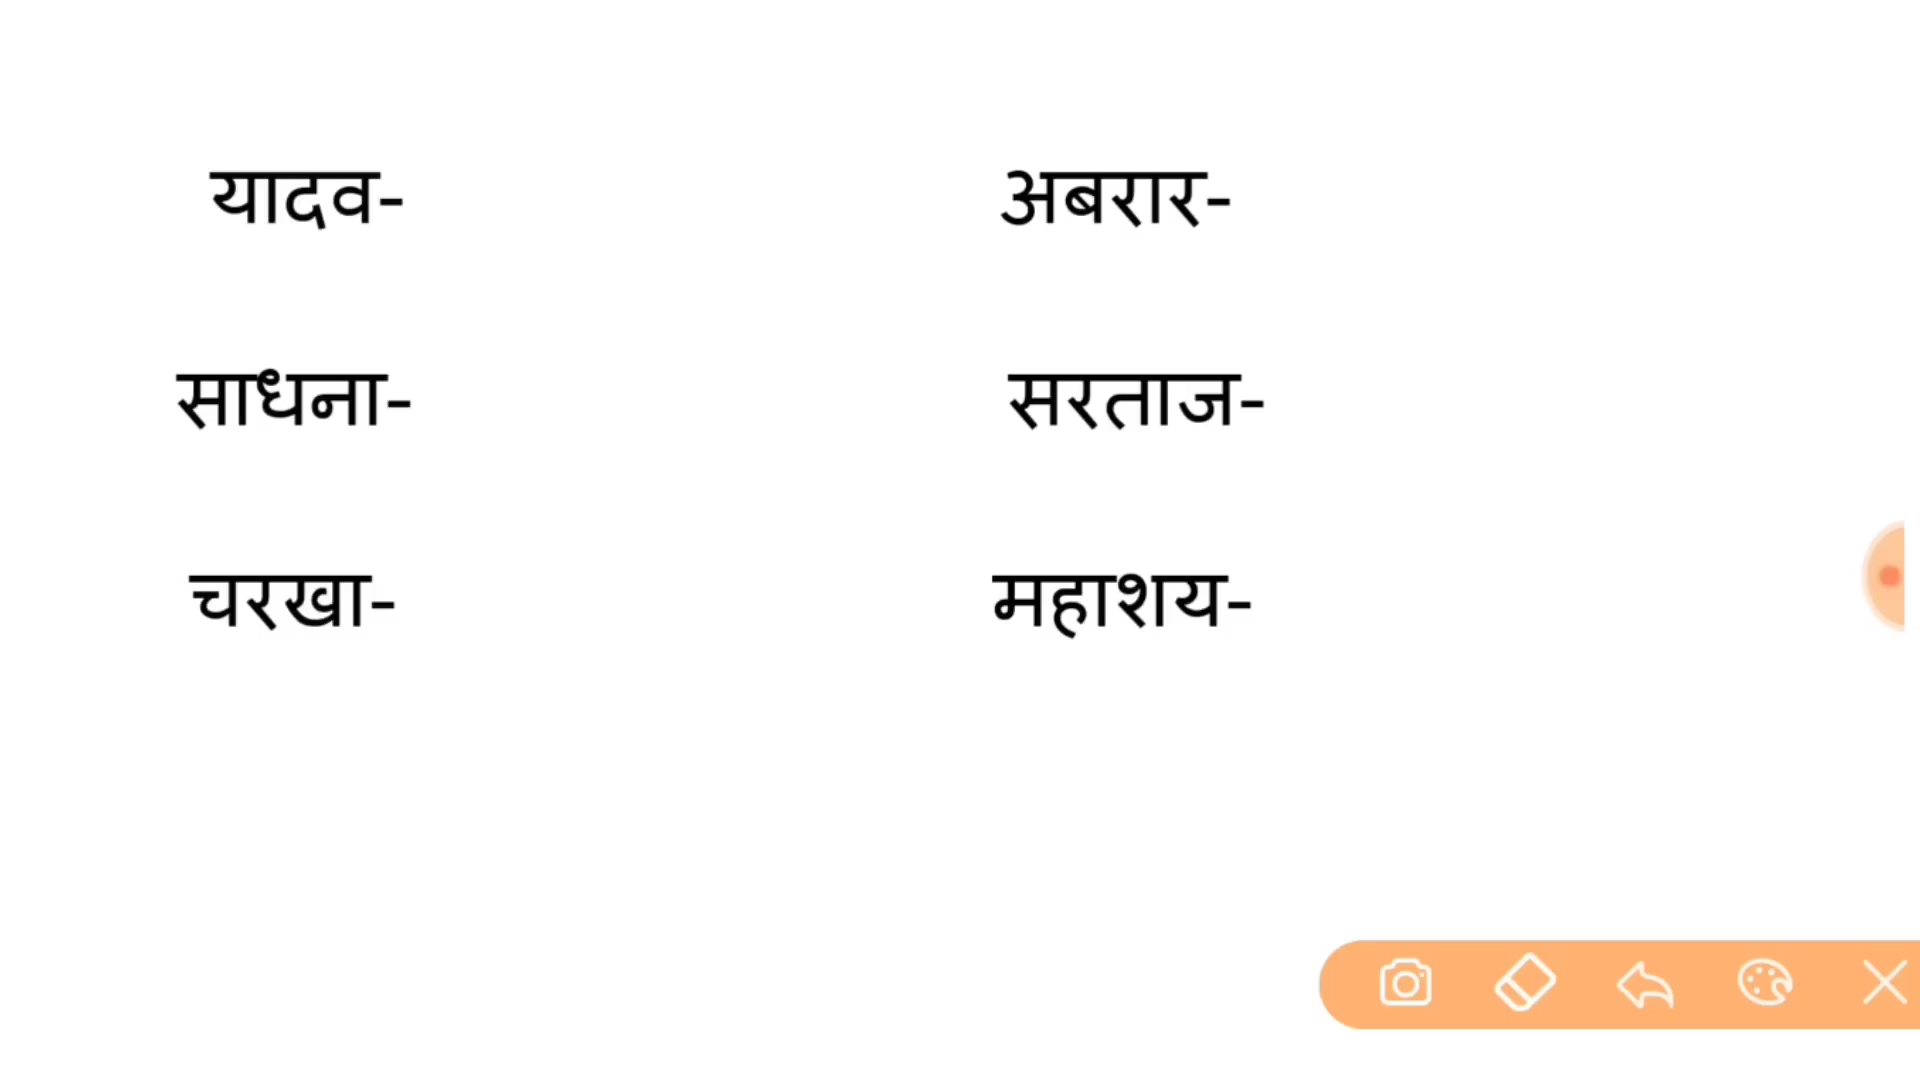 यादव- अबरार-
साधना- सरताज-
चरखा- महाशय-